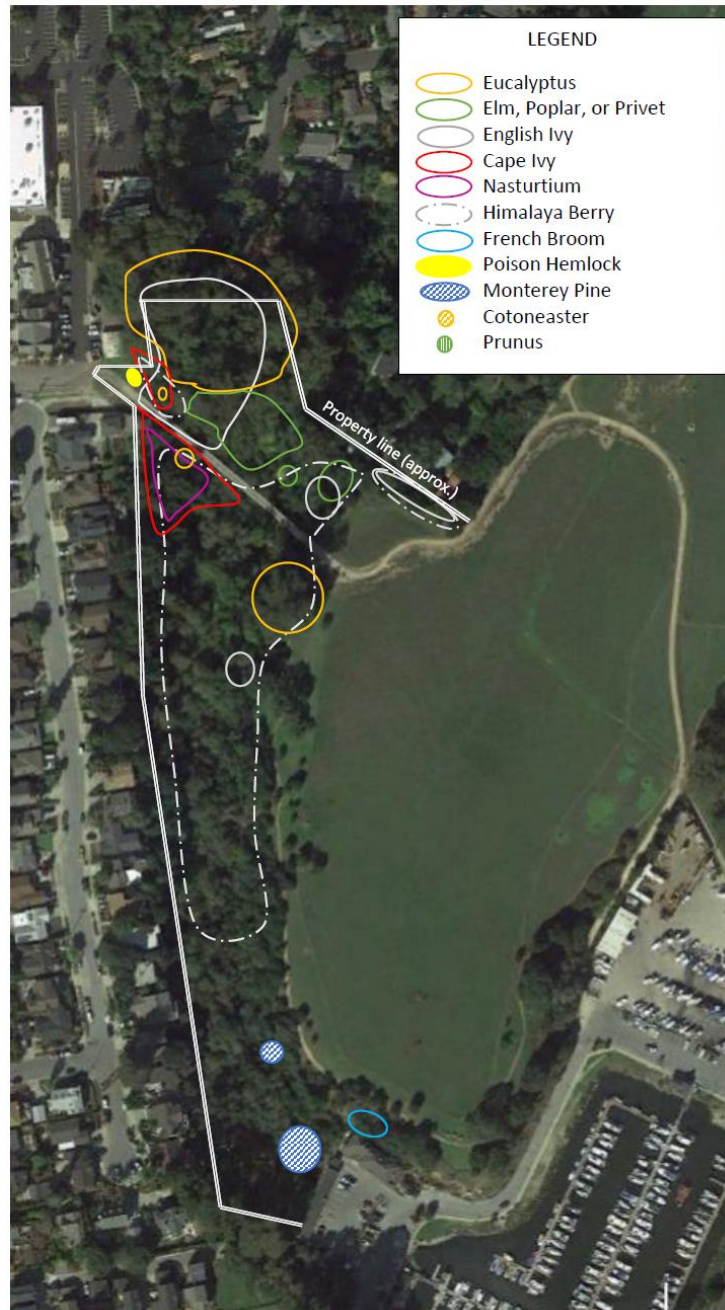 LEGEND
Eucalyptus
Elm, Poplar, or Privet
English Ivy
Cape Ivy
Nasturtium
Himalaya Berry
French Broom
Poison Hemlock
Monterey Pine
Cotoneaster
Prunus
Property line (approx.)